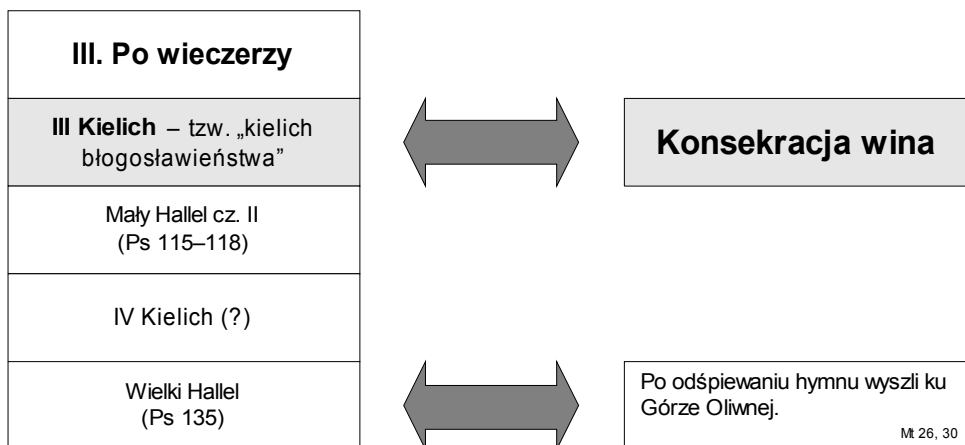 III. Po wieczerzy
III Kielich – tzw. „kielich
błogosławieństwa”
Konsekracja wina
Mały Hallel cz. II
(Ps 115–118)
IV Kielich (?)
Wielki Hallel
(Ps 135)
Po odśpiewaniu hymnu wyszli ku
Górze Oliwnej.
Mt 26, 30